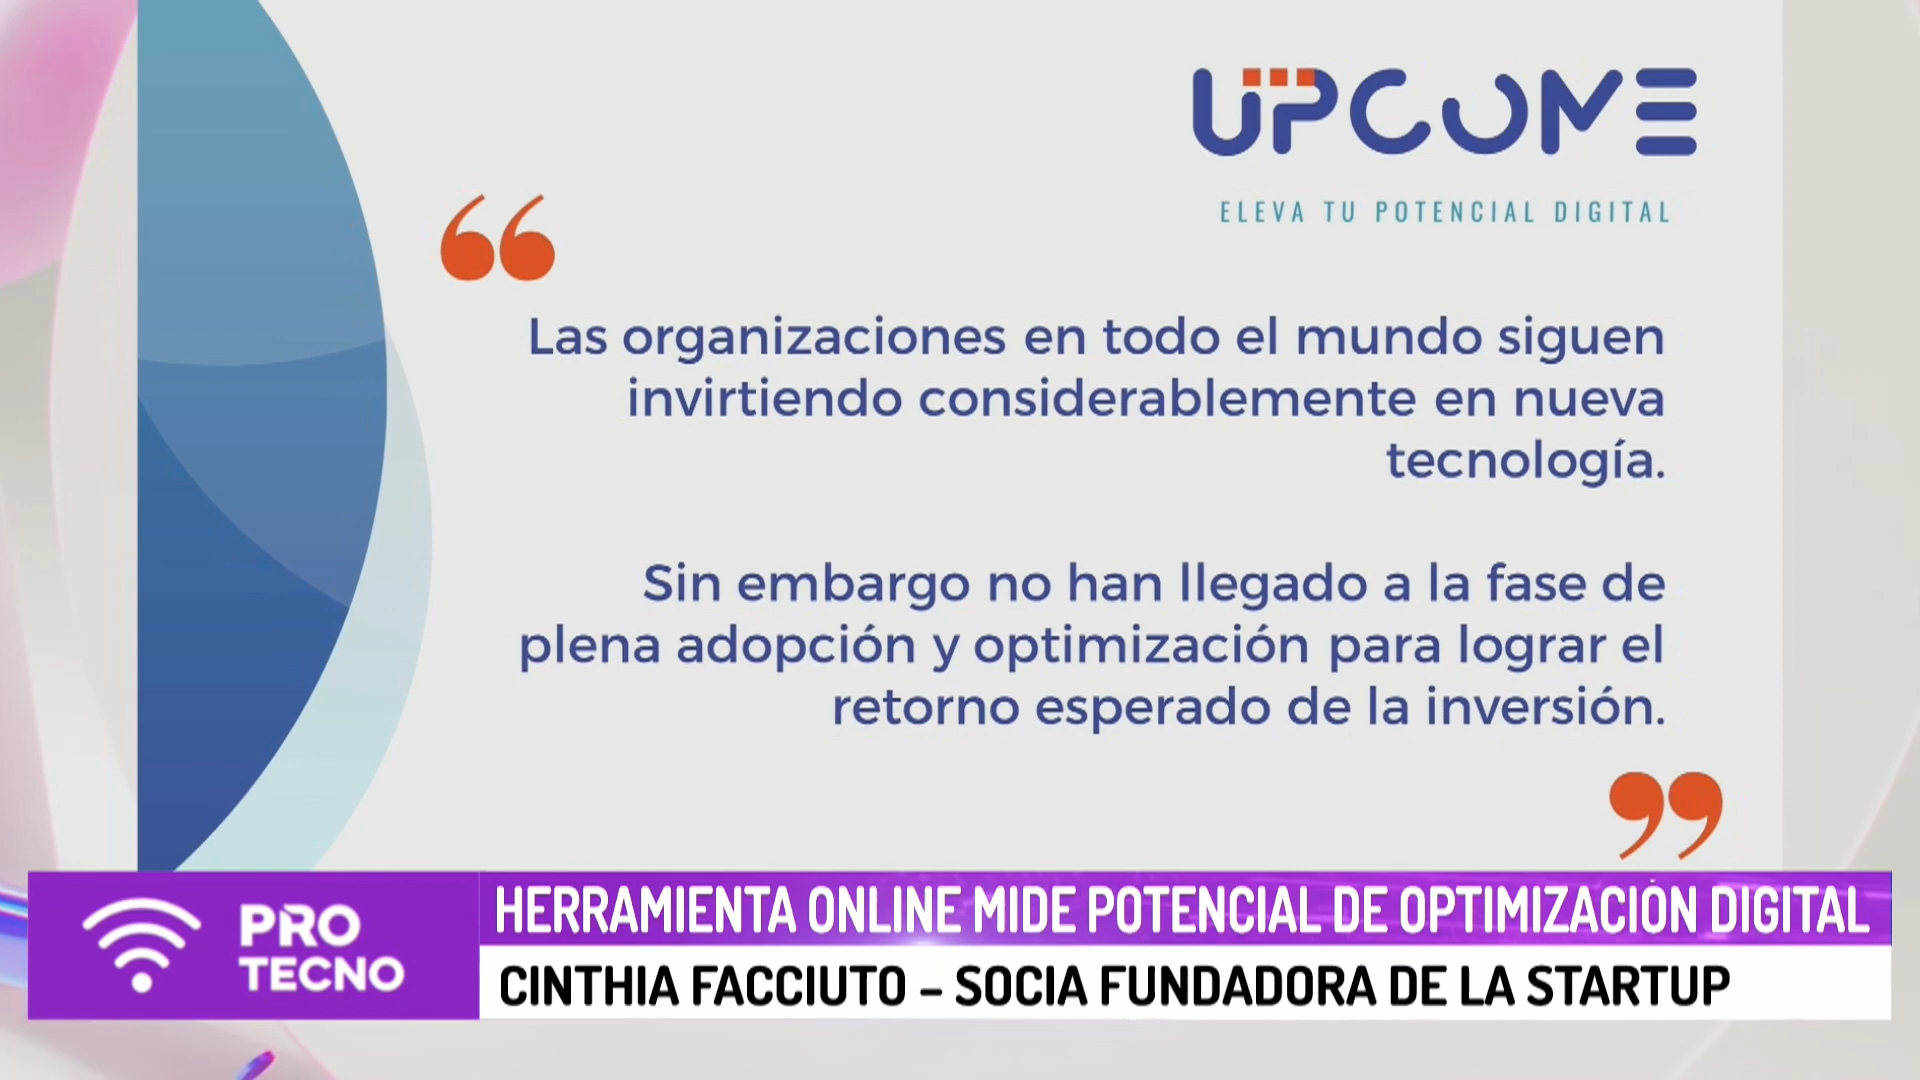 UPCOME
ELEVA TU POTENCIAL DIGITAL
“
Las organizaciones en todo el mundo siguen
invirtiendo considerablemente en nueva
tecnología.
Sin embargo no han llegado a la fase de
plena adopción y optimización para lograr el
retorno esperado de la inversión.
”
PRO
TECNO
HERRAMIENTA ONLINE MIDE POTENCIAL DE OPTIMIZACIÓN DIGITAL
CINTHIA FACCIUTO – SOCIA FUNDADORA DE LA STARTUP